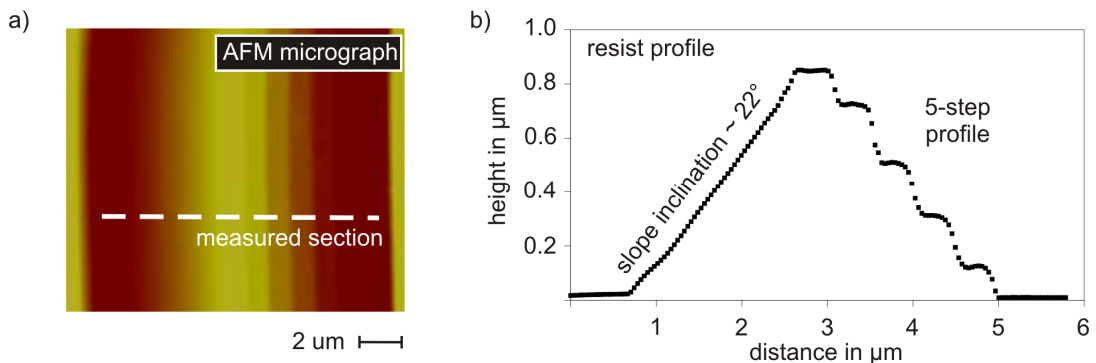 a)
AFM micrograph
measured section
2 um
b)
resist profile
slope inclination ~ 22°
5-step
profile
height in µm
1.0
0.8
0.6
0.4
0.2
1 2 3 4 5 6
distance in µm